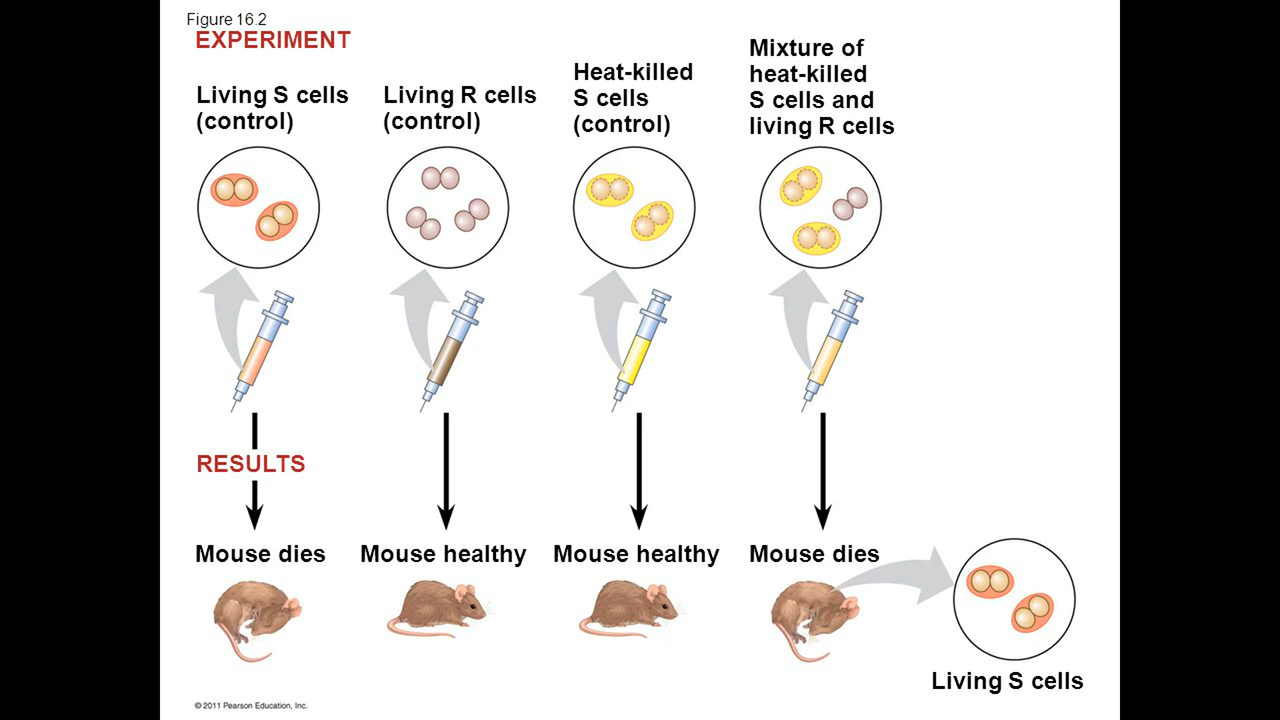 Figure 16.2
EXPERIMENT
Living S cells
(control)
Living R cells
(control)
Heat-killed
S cells
(control)
Mixture of
heat-killed
S cells and
living R cells
RESULTS
Mouse dies
Mouse healthy
Mouse healthy
Mouse dies
Living S cells
© 2011 Pearson Education, Inc.